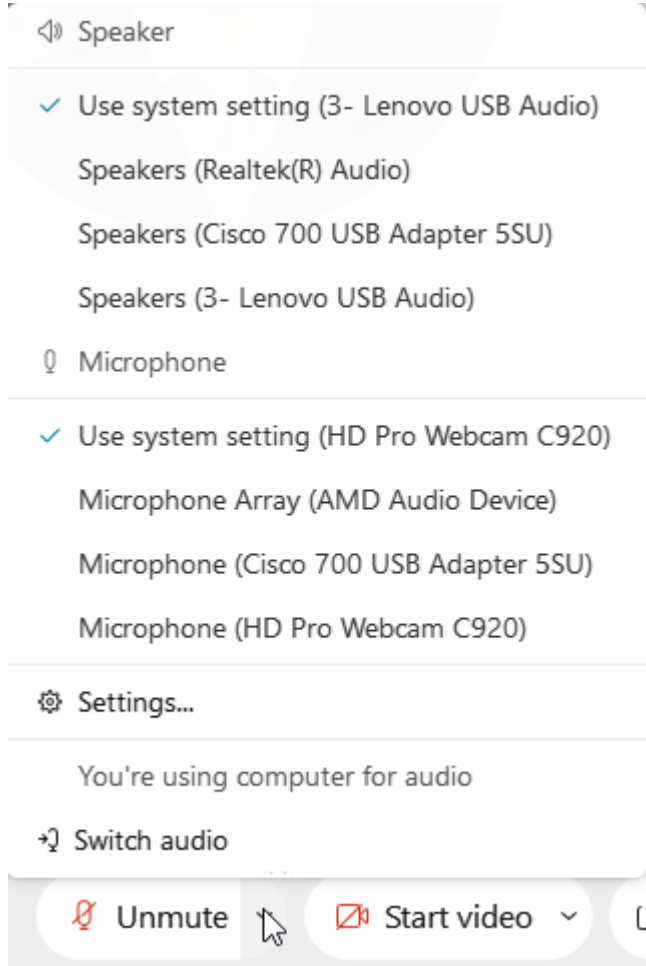 Speaker
Use system setting (3- Lenovo USB Audio)
Speakers (Realtek(R) Audio)
Speakers (Cisco 700 USB Adapter 5SU)
Speakers (3- Lenovo USB Audio)
Microphone
Use system setting (HD Pro Webcam C920)
Microphone Array (AMD Audio Device)
Microphone (Cisco 700 USB Adapter 5SU)
Microphone (HD Pro Webcam C920)
Settings...
You're using computer for audio
Switch audio
Unmute Start video